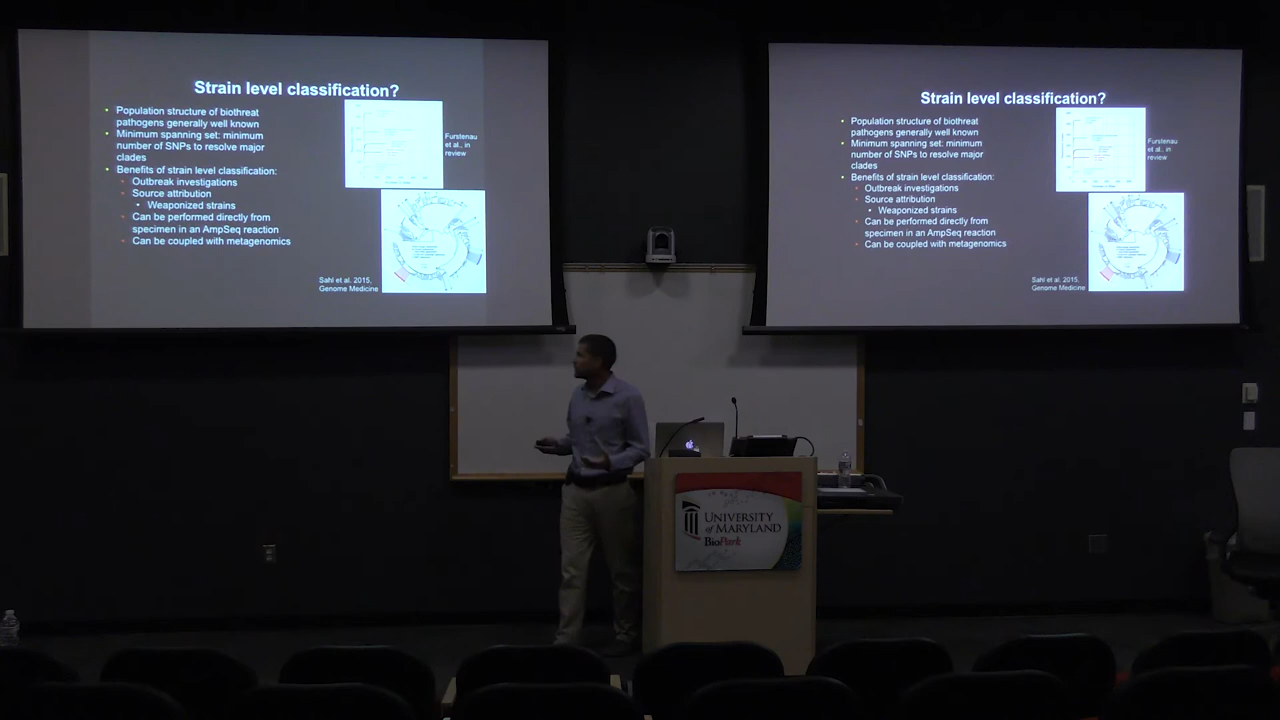 Strain level classification?
Population structure of biothreat
pathogens generally well known
Minimum spanning set: minimum
number of SNPs to resolve major
clades
Benefits of strain level classification:
Outbreak investigations
Source attribution
Weaponized strains
Can be performed directly from
specimen in an AmpSeq reaction
Can be coupled with metagenomics
Furstenau
et al., in
review
Sahl et al. 2015,
Genome Medicine
Strain level classification?
Population structure of biothreat
pathogens generally well known
Minimum spanning set: minimum
number of SNPs to resolve major
clades
Benefits of strain level classification:
Outbreak investigations
Source attribution
Weaponized strains
Can be performed directly from
specimen in an AmpSeq reaction
Can be coupled with metagenomics
Furstenau
et al., in
review
Sahl et al. 2015,
Genome Medicine
UNIVERSITY
of MARYLAND
BioPark